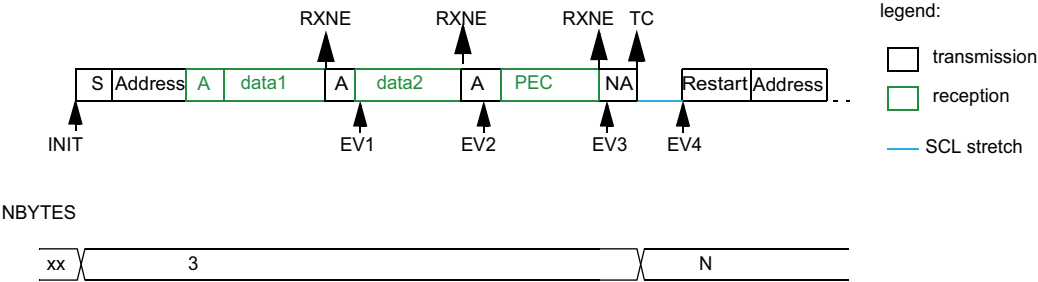 RXNE RXNE RXNE TC
legend:
S Address A data1 A data2 A PEC NA Restart Address
transmission
reception
INIT EV1 EV2 EV3 EV4
SCL stretch
NBYTES
xx 3 N